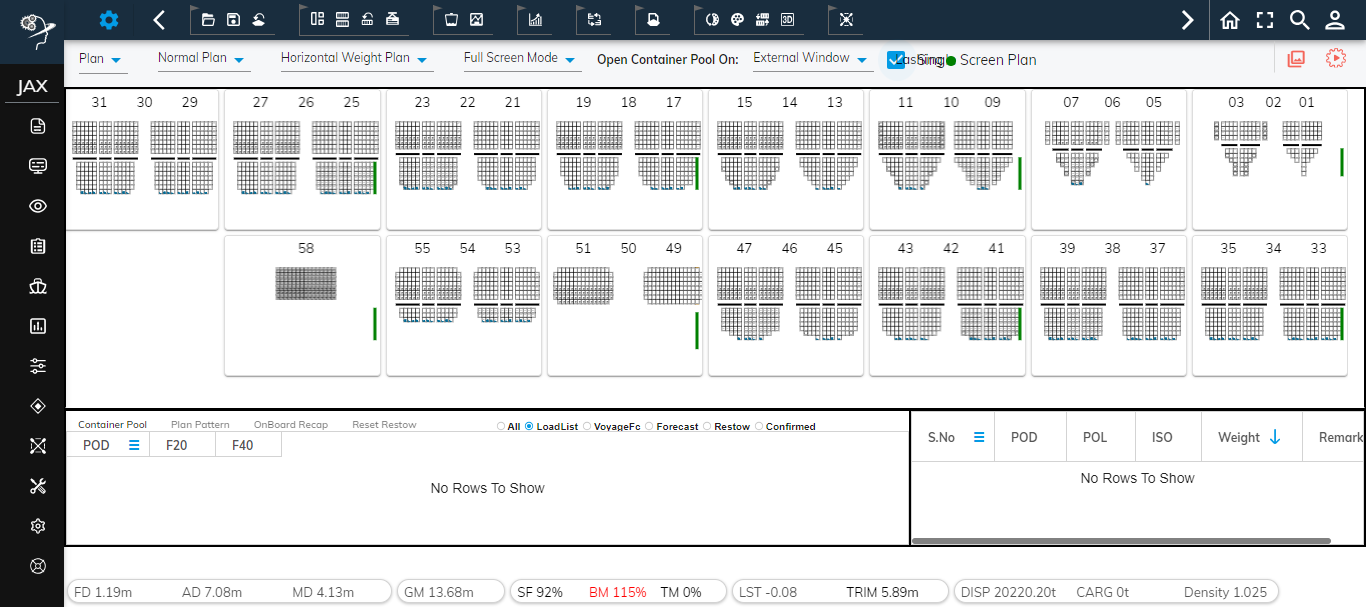 3D
JAX
Plan
Normal Plan
Horizontal Weight Plan
Full Screen Mode
Open Container Pool On:
External Window
Screen Plan
31 30 29
27 26 25
23 22 21
19 18 17
15 14 13
11 10 09
07 06 05
03 02 01
58
55 54 53
51 50 49
47 46 45
43 42 41
39 38 37
35 34 33
Container Pool Plan Pattern OnBoard Recap Reset Restow
All LoadList VoyageFc Forecast Restow Confirmed
POD F20 F40
No Rows To Show
S.No POD POL ISO Weight Remark
No Rows To Show
FD 1.19m AD 7.08m MD 4.13m
GM 13.68m
SF 92% BM 115% TM 0%
LST -0.08 TRIM 5.89m
DISP 20220.20t CARG 0t Density 1.025